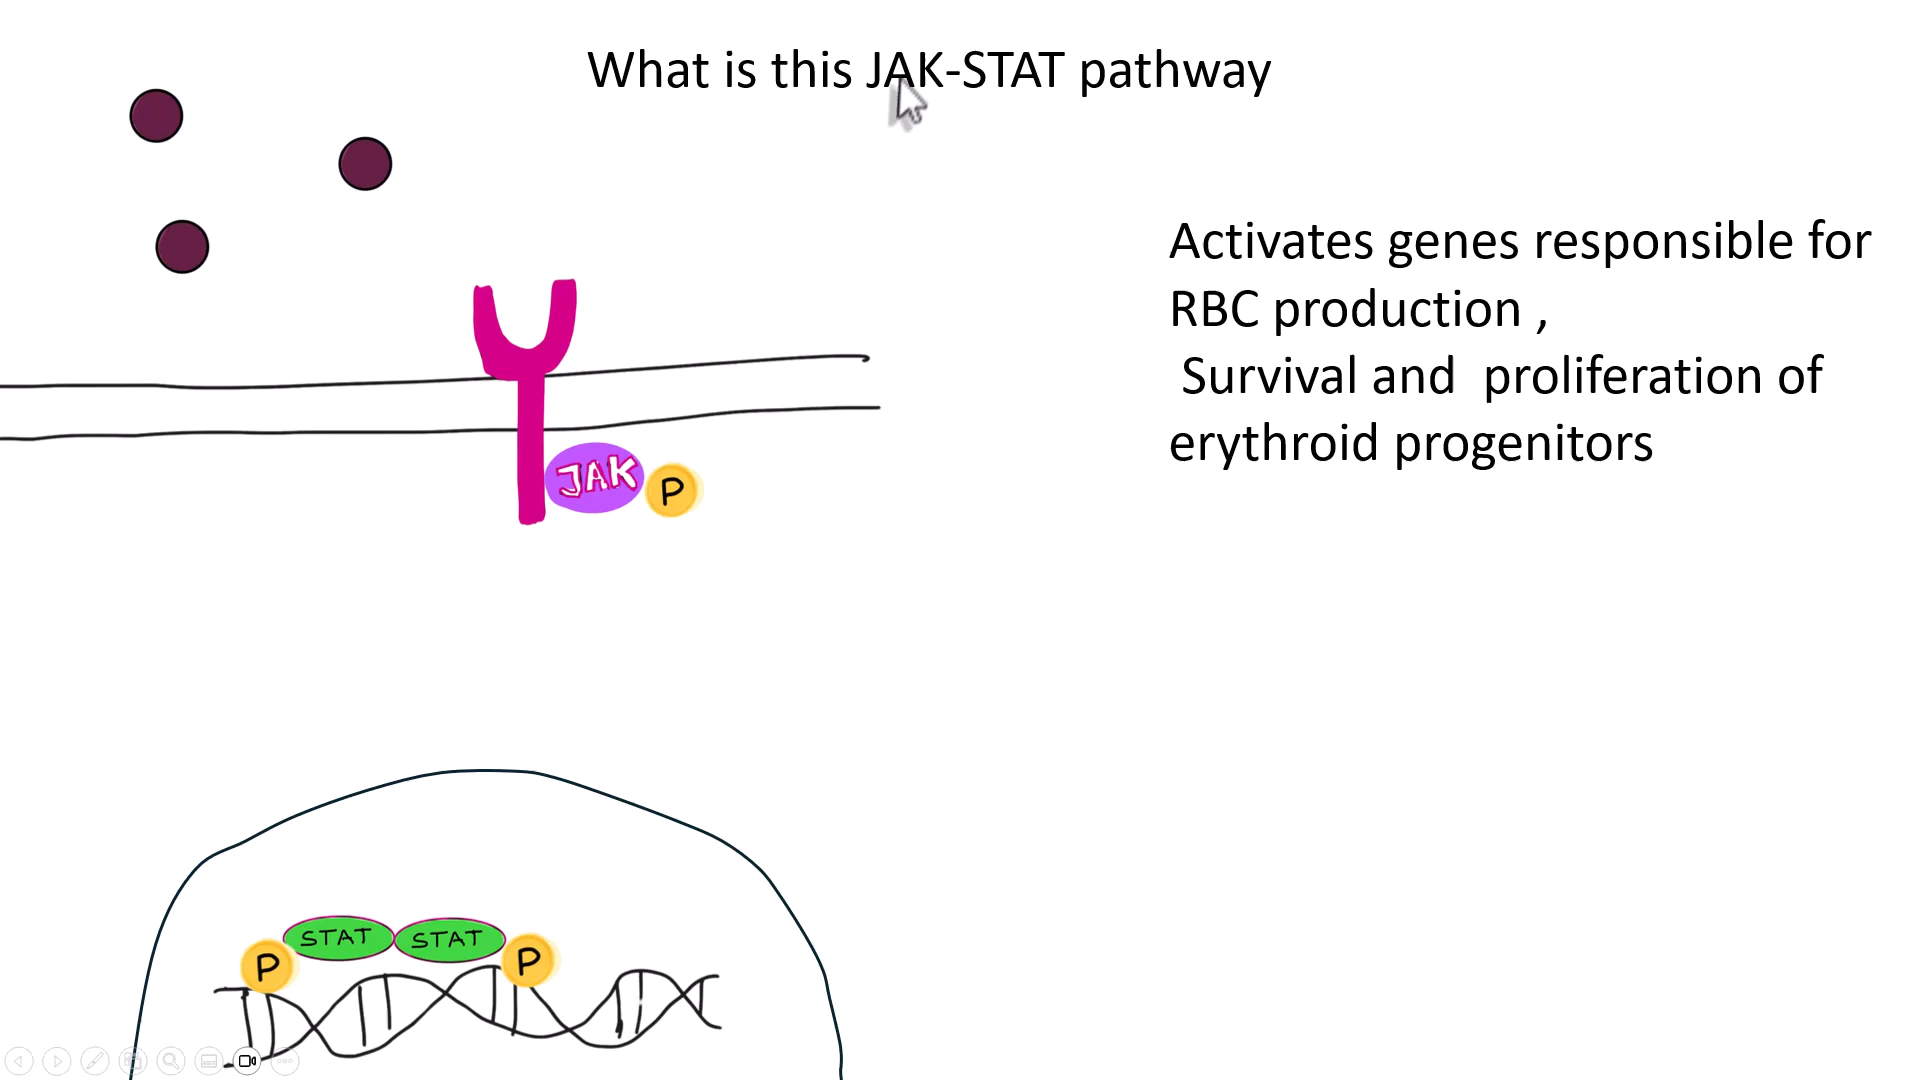 What is this JAK-STAT pathway
Activates genes responsible for
RBC production ,
Survival and proliferation of
erythroid progenitors
JAK
P
STAT
STAT
P
P